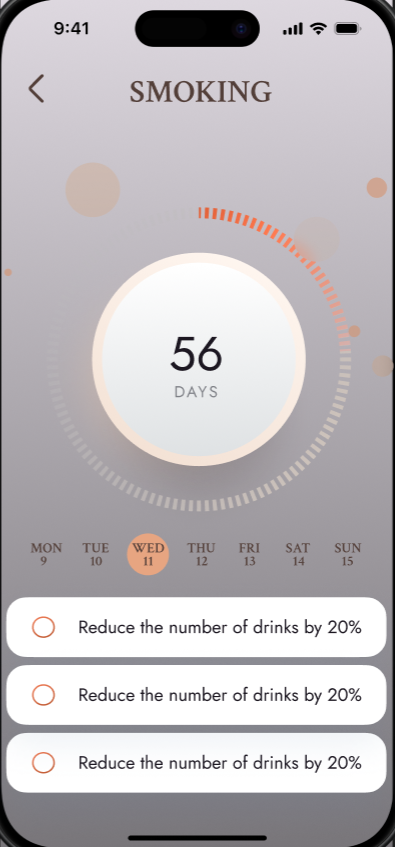 9:41
SMOKING
56
DAYS
MON TUE WED THU FRI SAT SUN
9 10 11 12 13 14 15
Reduce the number of drinks by 20%
Reduce the number of drinks by 20%
Reduce the number of drinks by 20%